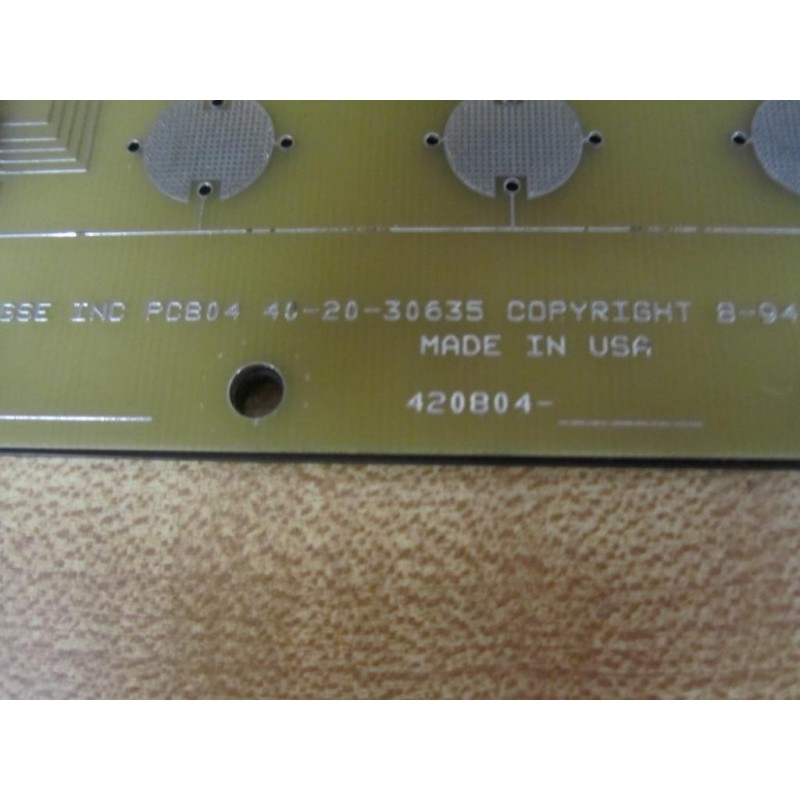 GSE INC PCB04 40-20-30635 COPYRIGHT 8-94
MADE IN USA
420804-